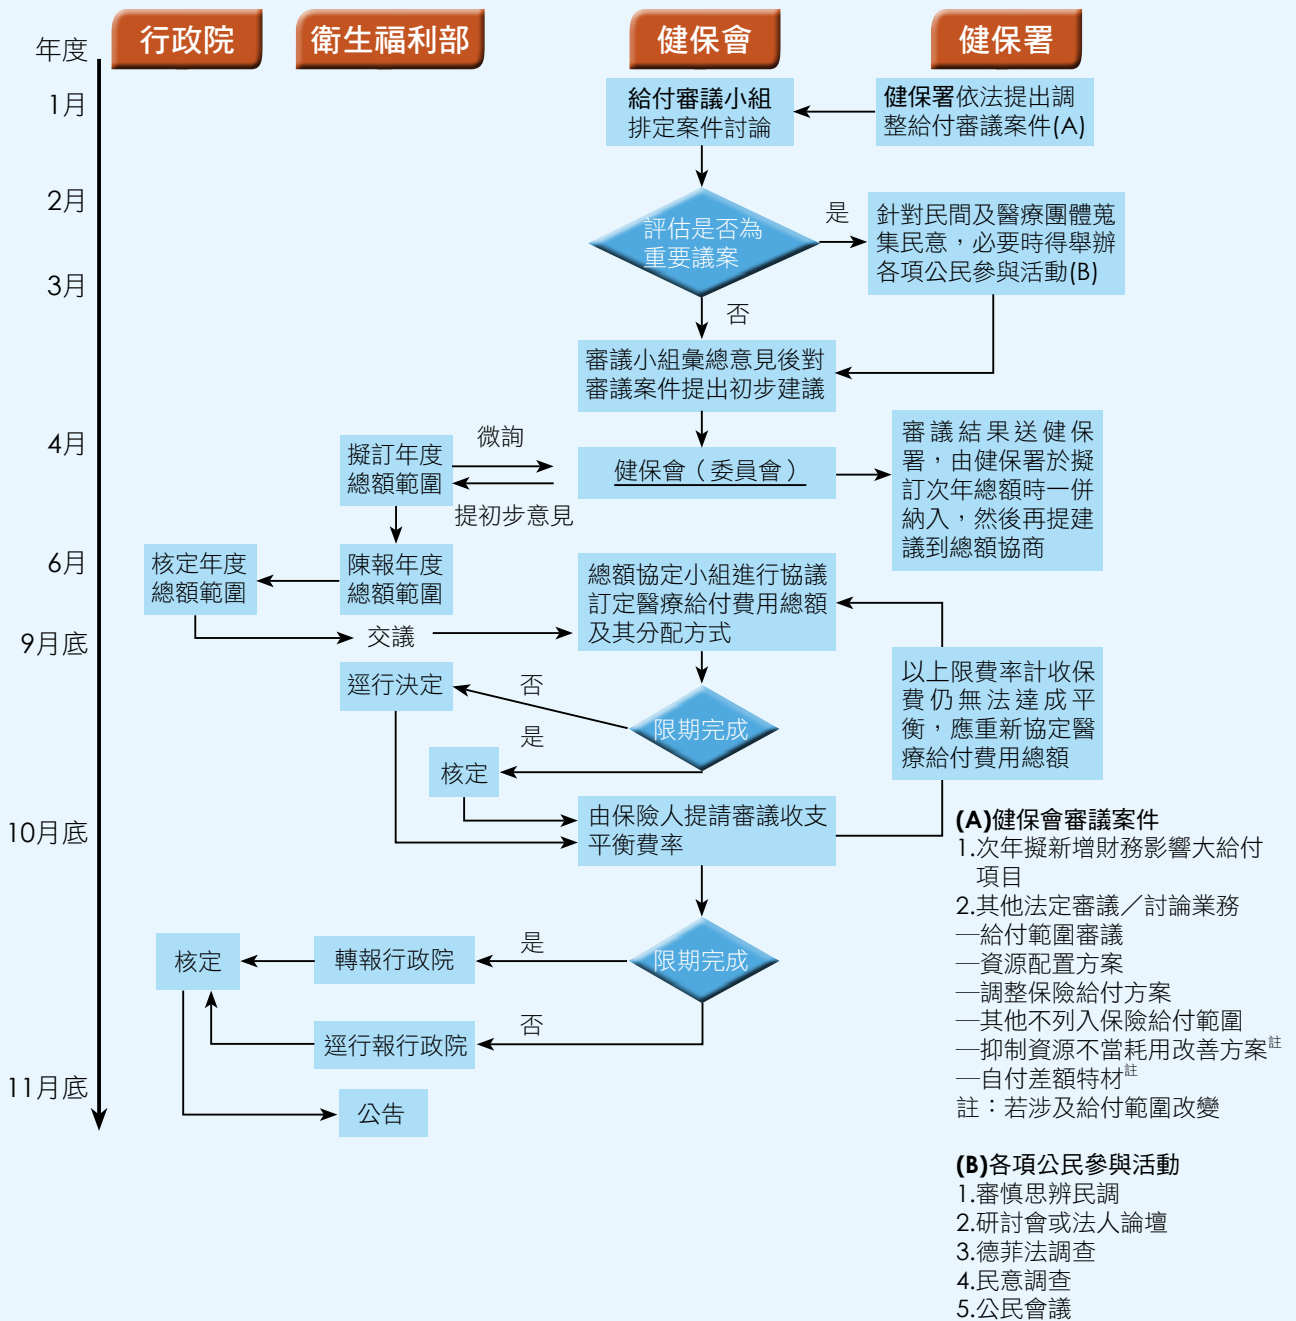 年度
行政院
衛生福利部
健保會
健保署
1月
給付審議小組
排定案件討論
健保署依法提出調
整給付審議案件(A)
2月
評估是否為
重要議案
是
針對民間及醫療團體蒐
集民意，必要時得舉辦
各項公民參與活動(B)
3月
否
審議小組彙總意見後對
審議案件提出初步建議
4月
擬訂年度
總額範圍
微詢
提初步意見
健保會（委員會）
審議結果送健保
署，由健保署於擬
訂次年總額時一併
納入，然後再提建
議到總額協商
6月
核定年度
總額範圍
陳報年度
總額範圍
總額協定小組進行協議
訂定醫療給付費用總額
及其分配方式
9月底
交議
逕行決定
否
限期完成
是
核定
以上限費率計收保
費仍無法達成平
衡，應重新協定醫
療給付費用總額
10月底
由保險人提請審議收支
平衡費率
核定
轉報行政院
是
限期完成
逕行報行政院
否
11月底
公告
(A)健保會審議案件
1.次年擬新增財務影響大給付
項目
2.其他法定審議／討論業務
—給付範圍審議
—資源配置方案
—調整保險給付方案
—其他不列入保險給付範圍
—抑制資源不當耗用改善方案註
—自付差額特材註
註：若涉及給付範圍改變
(B)各項公民參與活動
1.審慎思辨民調
2.研討會或法人論壇
3.德菲法調查
4.民意調查
5.公民會議